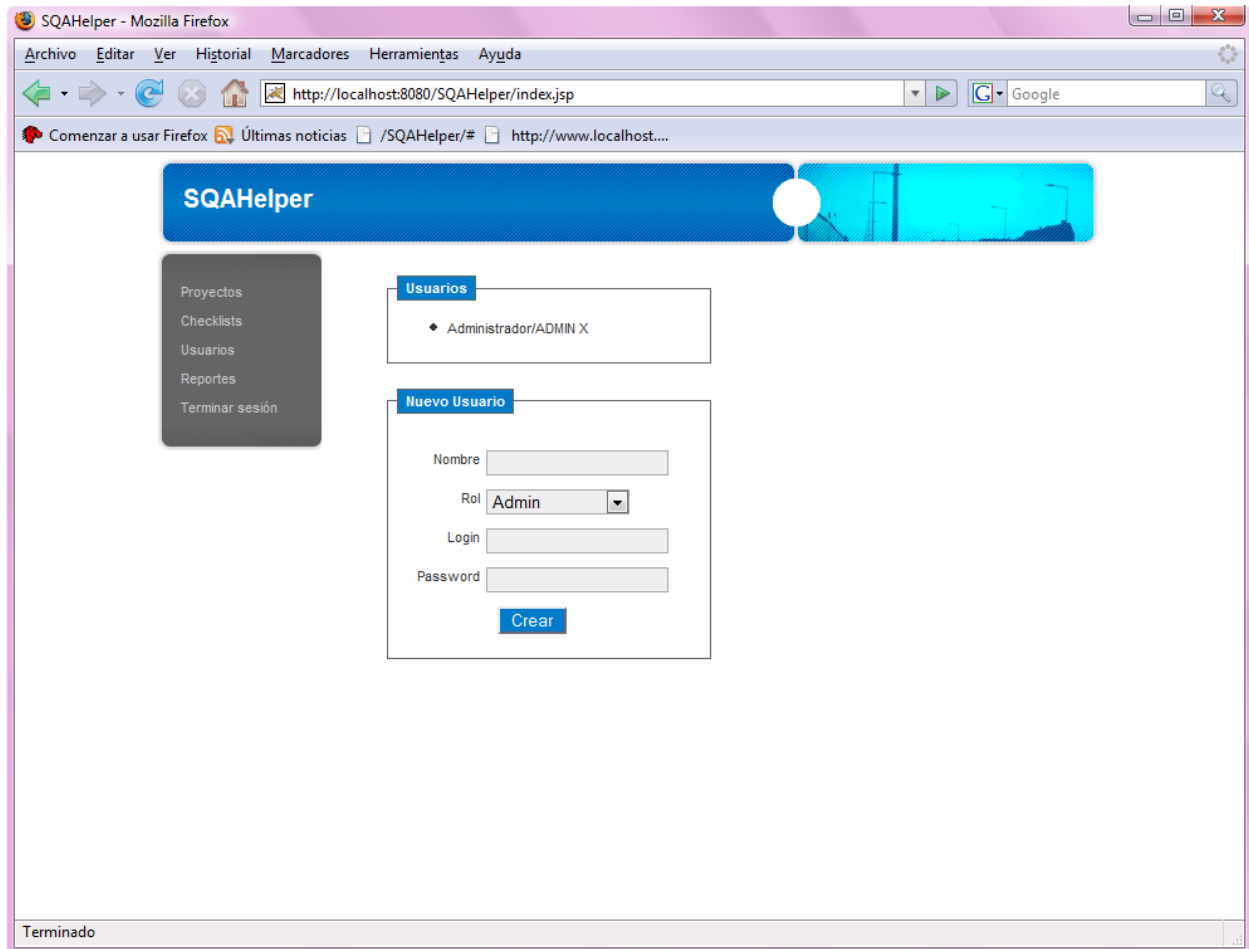 SQAHelper - Mozilla Firefox
Archivo Editar Ver Historial Marcadores Herramientas Ayuda
http://localhost:8080/SQAHelper/index.jsp
G Google
Comenzar a usar Firefox Últimas noticias /SQAHelper/# http://www.localhost....
SQAHelper
Proyectos
Checklists
Usuarios
Reportes
Terminar sesión
Usuarios
Administrador/ADMIN X
Nuevo Usuario
Nombre
Rol Admin
Login
Password
Crear
Terminado